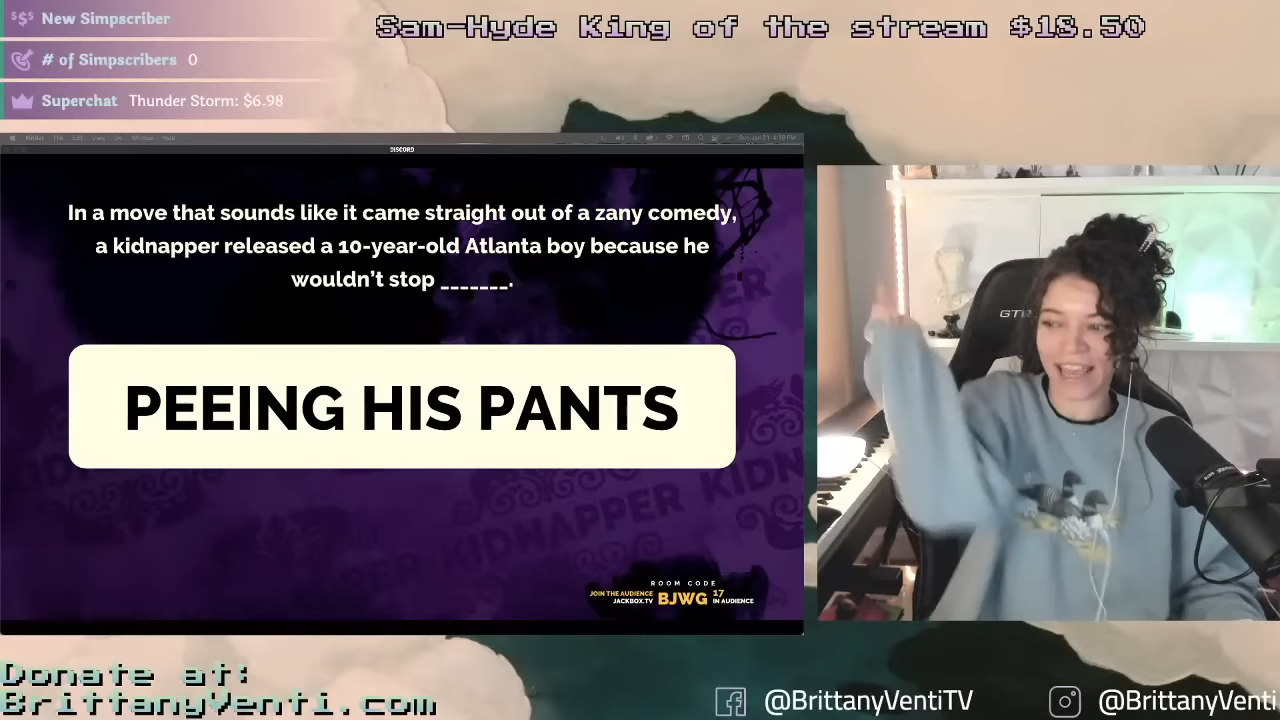 New Simpscriber
# of Simpscribers 0
Superchat Thunder Storm: $6.98
Sam-Hyde King of the stream $18.50
DISCORD
In a move that sounds like it came straight out of a zany comedy,
a kidnapper released a 10-year-old Atlanta boy because he
wouldn't stop _______.
PEEING HIS PANTS
KIDNAPPER
ROOM CODE
JOIN THE AUDIENCE
JACKBOX.TV
BJWG
17
IN AUDIENCE
GTR
Donate at:
BrittanyVenti.com
@BrittanyVentiTV
@BrittanyVenti